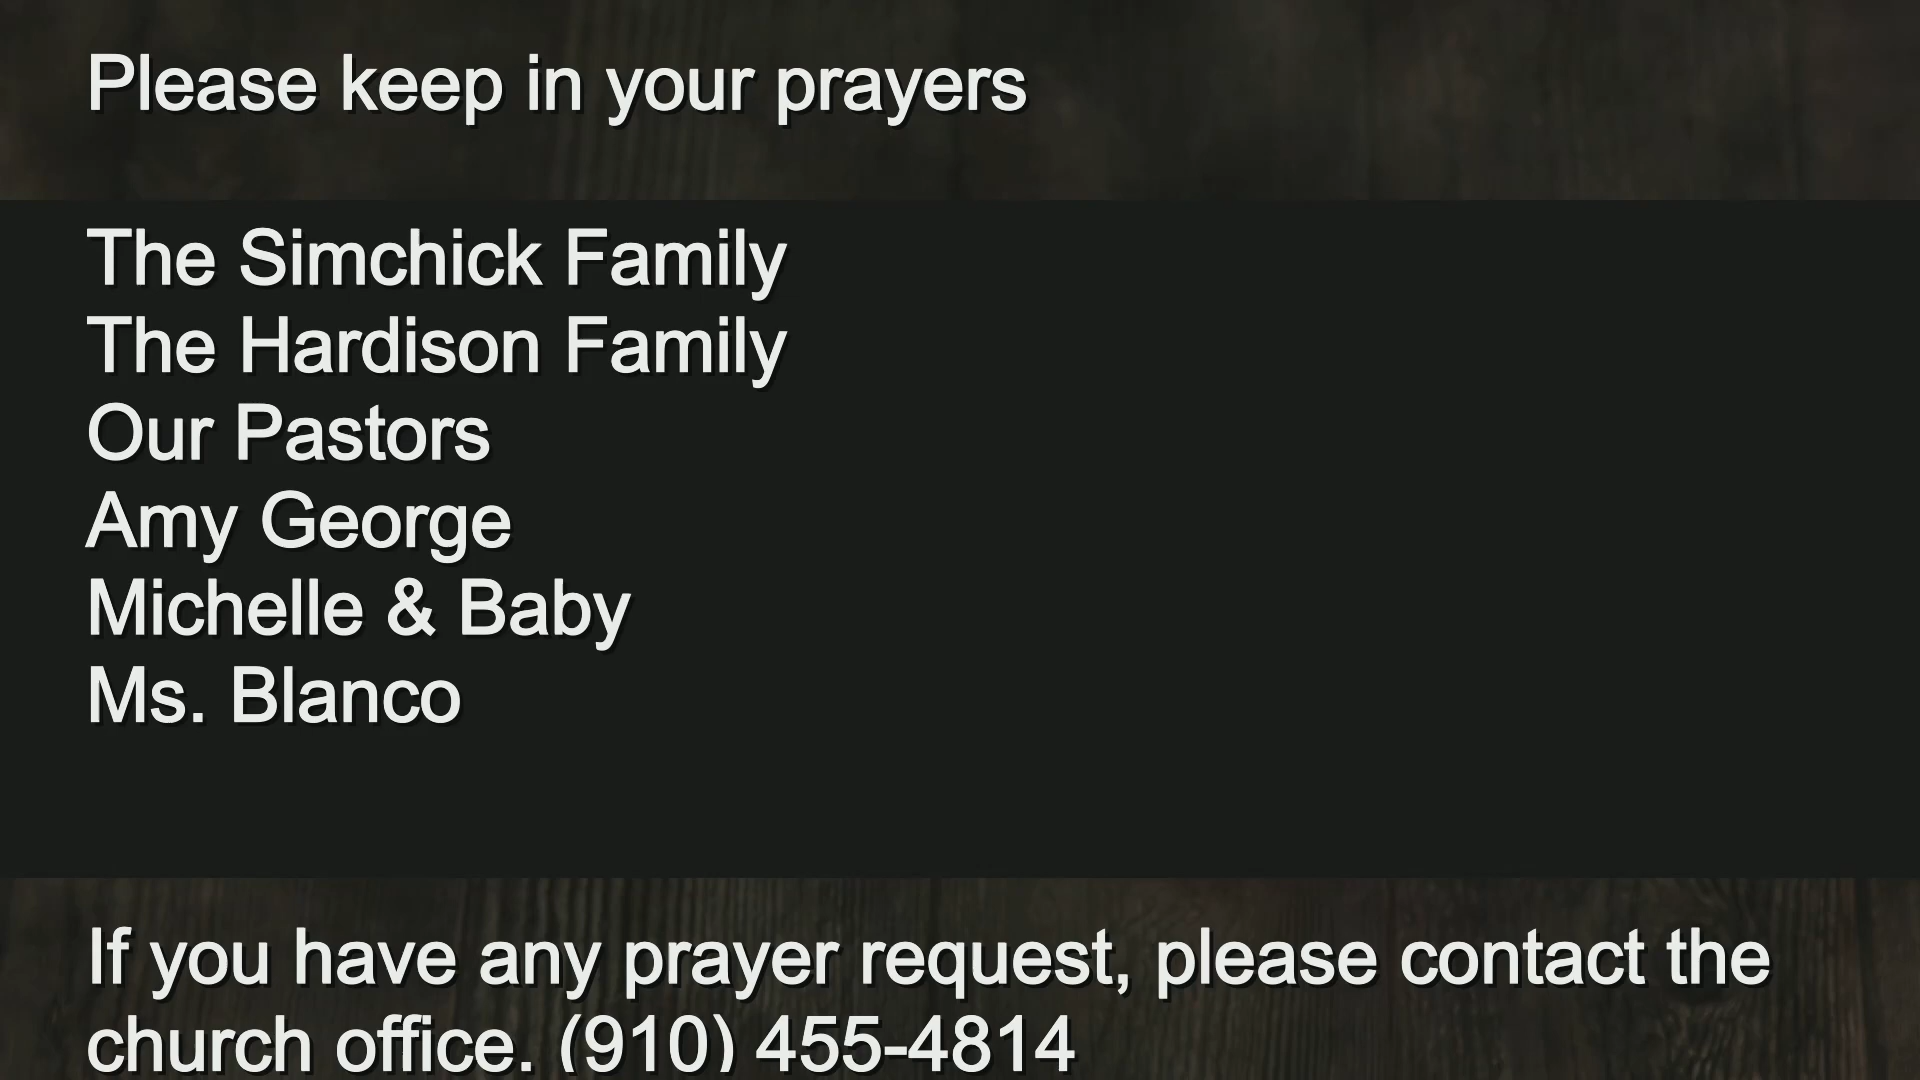 Please keep in your prayers
The Simchick Family
The Hardison Family
Our Pastors
Amy George
Michelle & Baby
Ms. Blanco
If you have any prayer request, please contact the
church office. (910) 455-4814